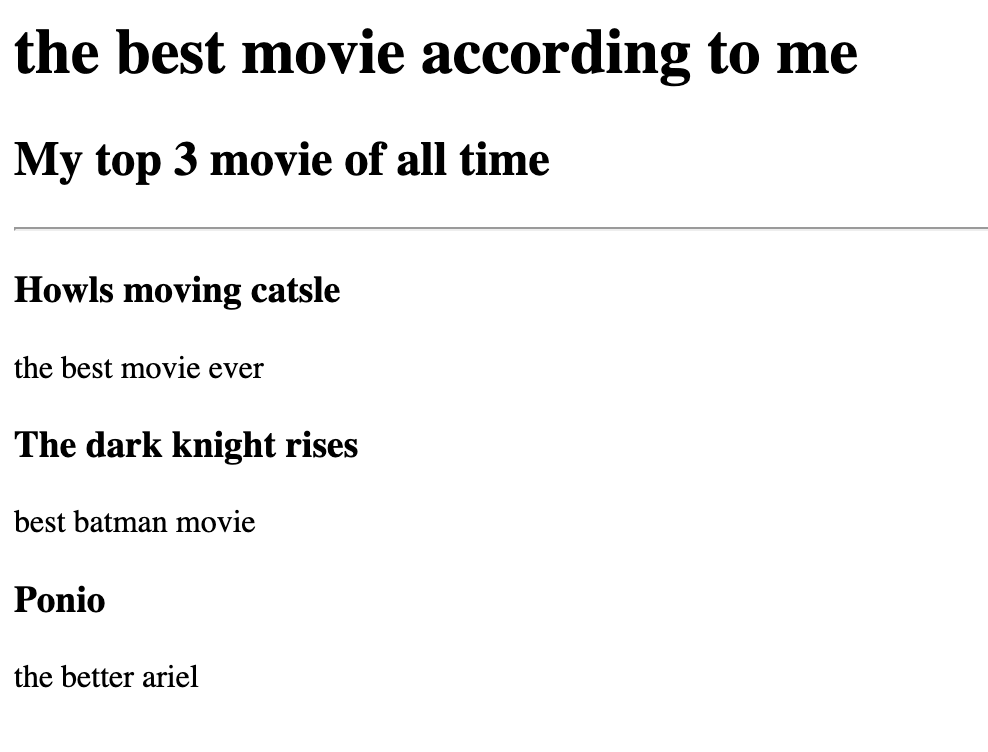 the best movie according to me
My top 3 movie of all time
Howls moving catsle
the best movie ever
The dark knight rises
best batman movie
Ponio
the better ariel